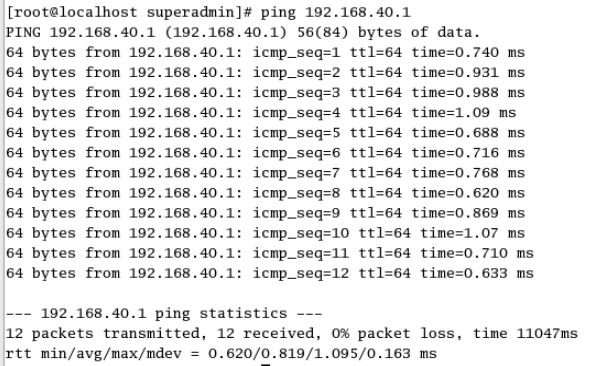 [root@localhost superadmin]# ping 192.168.40.1
PING 192.168.40.1 (192.168.40.1) 56(84) bytes of data.
64 bytes from 192.168.40.1: icmp_seq=1 ttl=64 time=0.740 ms
64 bytes from 192.168.40.1: icmp_seq=2 ttl=64 time=0.931 ms
64 bytes from 192.168.40.1: icmp_seq=3 ttl=64 time=0.988 ms
64 bytes from 192.168.40.1: icmp_seq=4 ttl=64 time=1.09 ms
64 bytes from 192.168.40.1: icmp_seq=5 ttl=64 time=0.688 ms
64 bytes from 192.168.40.1: icmp_seq=6 ttl=64 time=0.716 ms
64 bytes from 192.168.40.1: icmp_seq=7 ttl=64 time=0.768 ms
64 bytes from 192.168.40.1: icmp_seq=8 ttl=64 time=0.620 ms
64 bytes from 192.168.40.1: icmp_seq=9 ttl=64 time=0.869 ms
64 bytes from 192.168.40.1: icmp_seq=10 ttl=64 time=1.07 ms
64 bytes from 192.168.40.1: icmp_seq=11 ttl=64 time=0.710 ms
64 bytes from 192.168.40.1: icmp_seq=12 ttl=64 time=0.633 ms
--- 192.168.40.1 ping statistics ---
12 packets transmitted, 12 received, 0% packet loss, time 11047ms
rtt min/avg/max/mdev = 0.620/0.819/1.095/0.163 ms